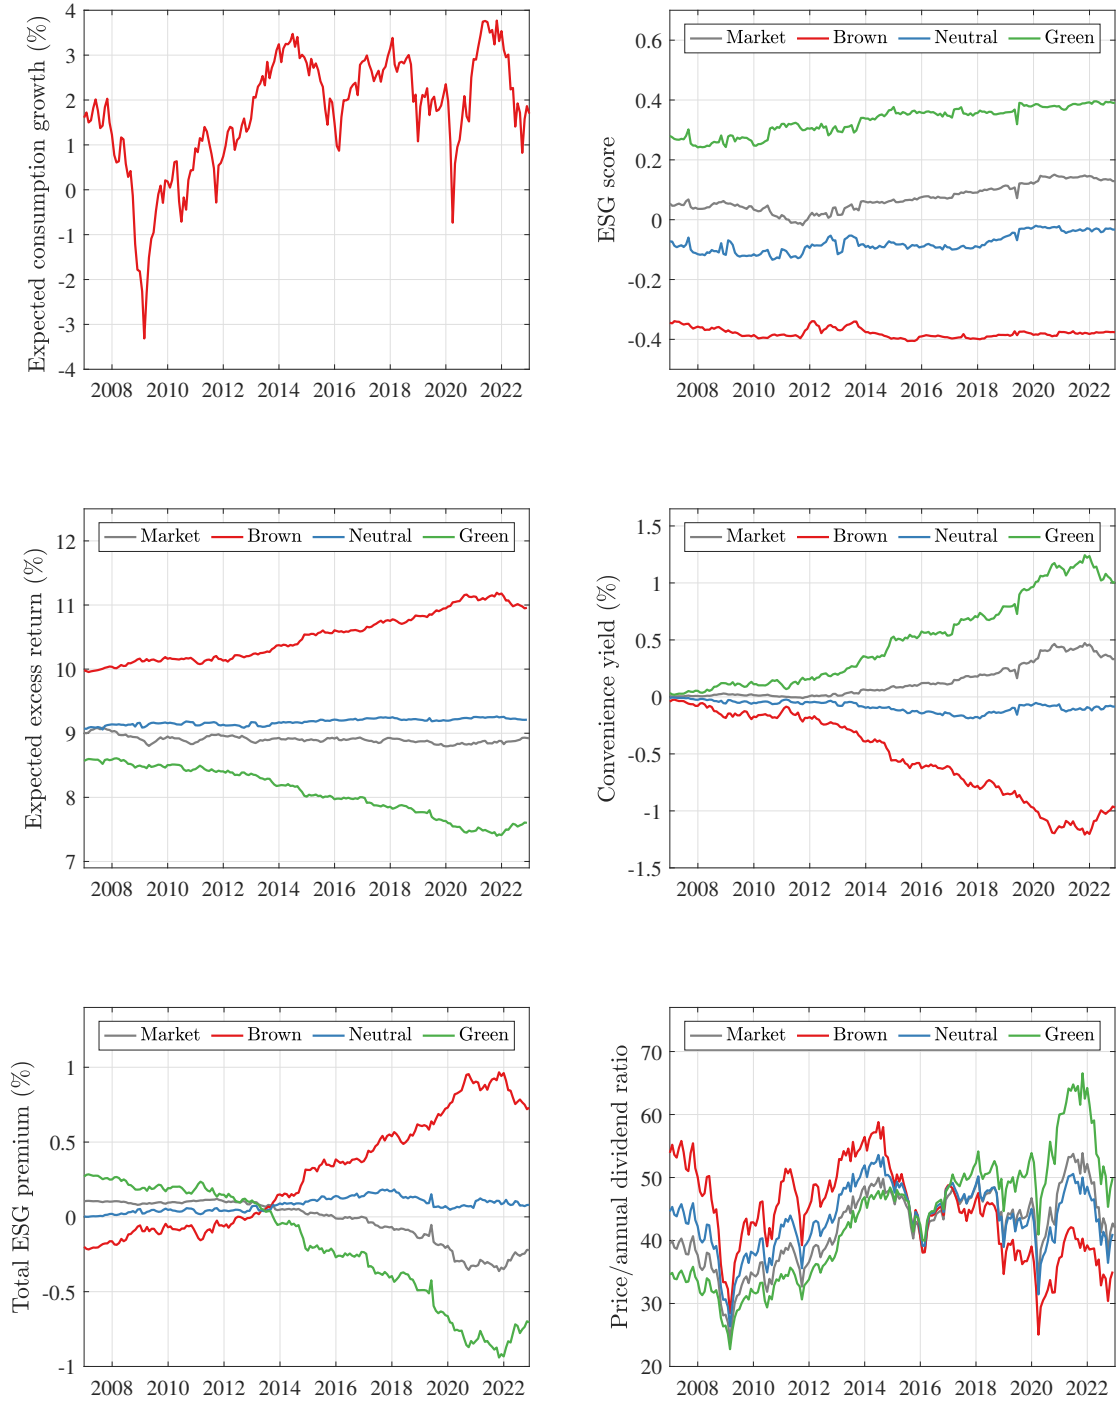 Expected consumption growth (%)
4
3
2
1
0
-1
-2
-3
-4
2008 2010 2012 2014 2016 2018 2020 2022
ESG score
Market Brown Neutral Green
0.6
0.4
0.2
0
-0.2
-0.4
2008 2010 2012 2014 2016 2018 2020 2022
Expected excess return (%)
Market Brown Neutral Green
12
11
10
9
8
7
2008 2010 2012 2014 2016 2018 2020 2022
Convenience yield (%)
Market Brown Neutral Green
1.5
1
0.5
0
-0.5
-1
-1.5
2008 2010 2012 2014 2016 2018 2020 2022
Total ESG premium (%)
Market Brown Neutral Green
1
0.5
0
-0.5
-1
2008 2010 2012 2014 2016 2018 2020 2022
Price/annual dividend ratio
Market Brown Neutral Green
70
60
50
40
30
20
2008 2010 2012 2014 2016 2018 2020 2022